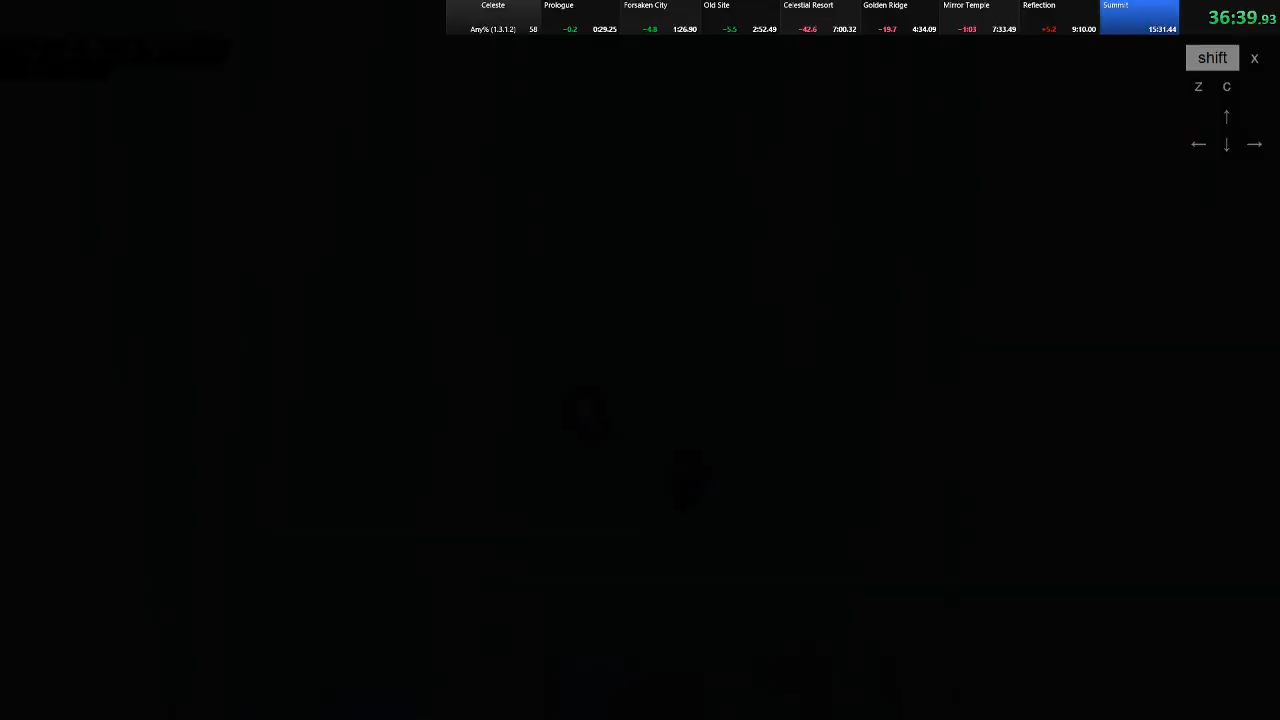 Celeste Prologue Forsaken City Old Site Celestial Resort Golden Ridge Mirror Temple Reflection Summit
Any% (1.3.1.2) 58 −0.2 0:29.25 −4.8 1:26.90 −5.5 2:52.49 −42.6 7:00.32 −19.7 4:34.09 −1:03 7:33.49 +5.2 9:10.00 15:31.44
36:39.93
shift x
z c
↑
← ↓ →